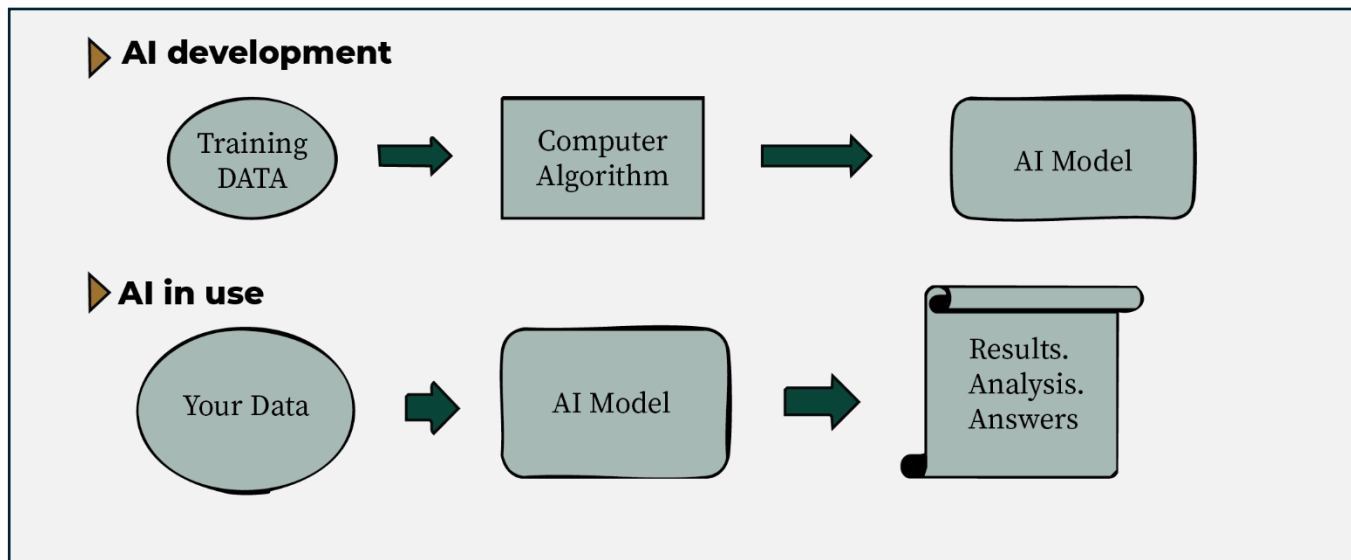 AI development
Training
DATA
Computer
Algorithm
AI Model
AI in use
Your Data
AI Model
Results.
Analysis.
Answers